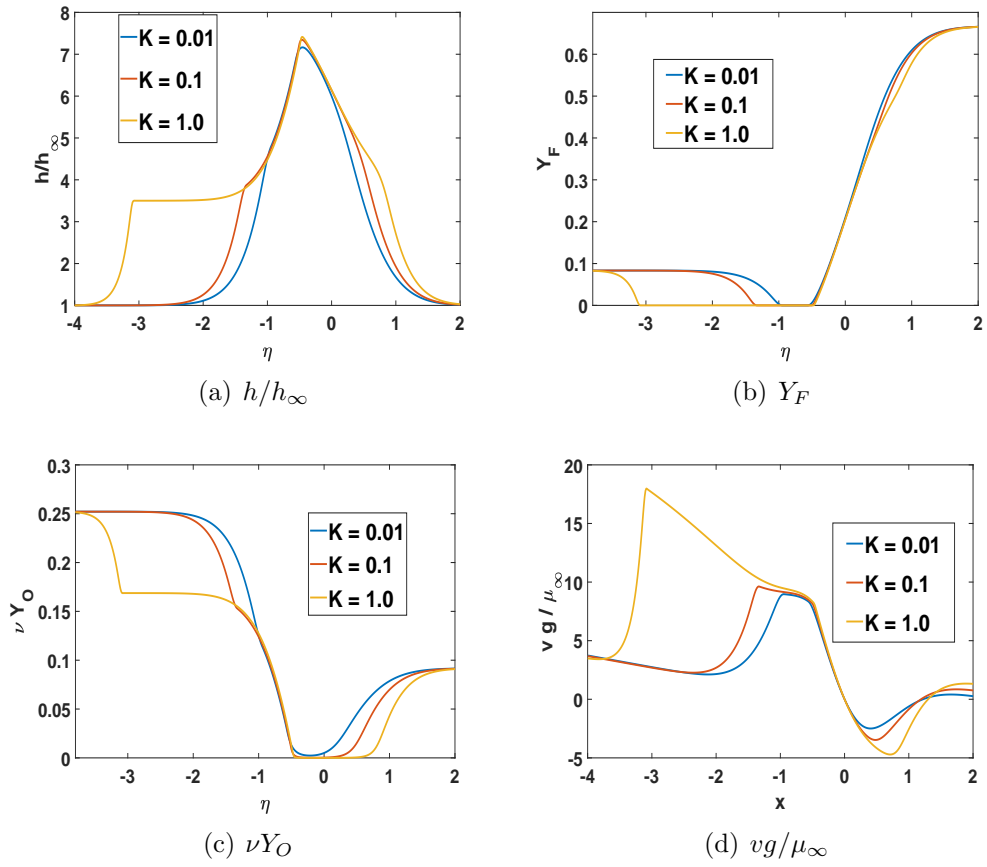 8
7
6
5
4
3
2
1
h/h∞
K = 0.01
K = 0.1
K = 1.0
-4 -3 -2 -1 0 1 2
η
(a) h/h∞
0.6
0.5
0.4
0.3
0.2
0.1
0
Y_F
K = 0.01
K = 0.1
K = 1.0
-3 -2 -1 0 1 2
η
(b) Y_F
0.3
0.25
0.2
0.15
0.1
0.05
0
ν Y_O
K = 0.01
K = 0.1
K = 1.0
-3 -2 -1 0 1 2
η
(c) νY_O
20
15
10
5
0
-5
v g / μ∞
K = 0.01
K = 0.1
K = 1.0
-4 -3 -2 -1 0 1 2
x
(d) vg/μ∞